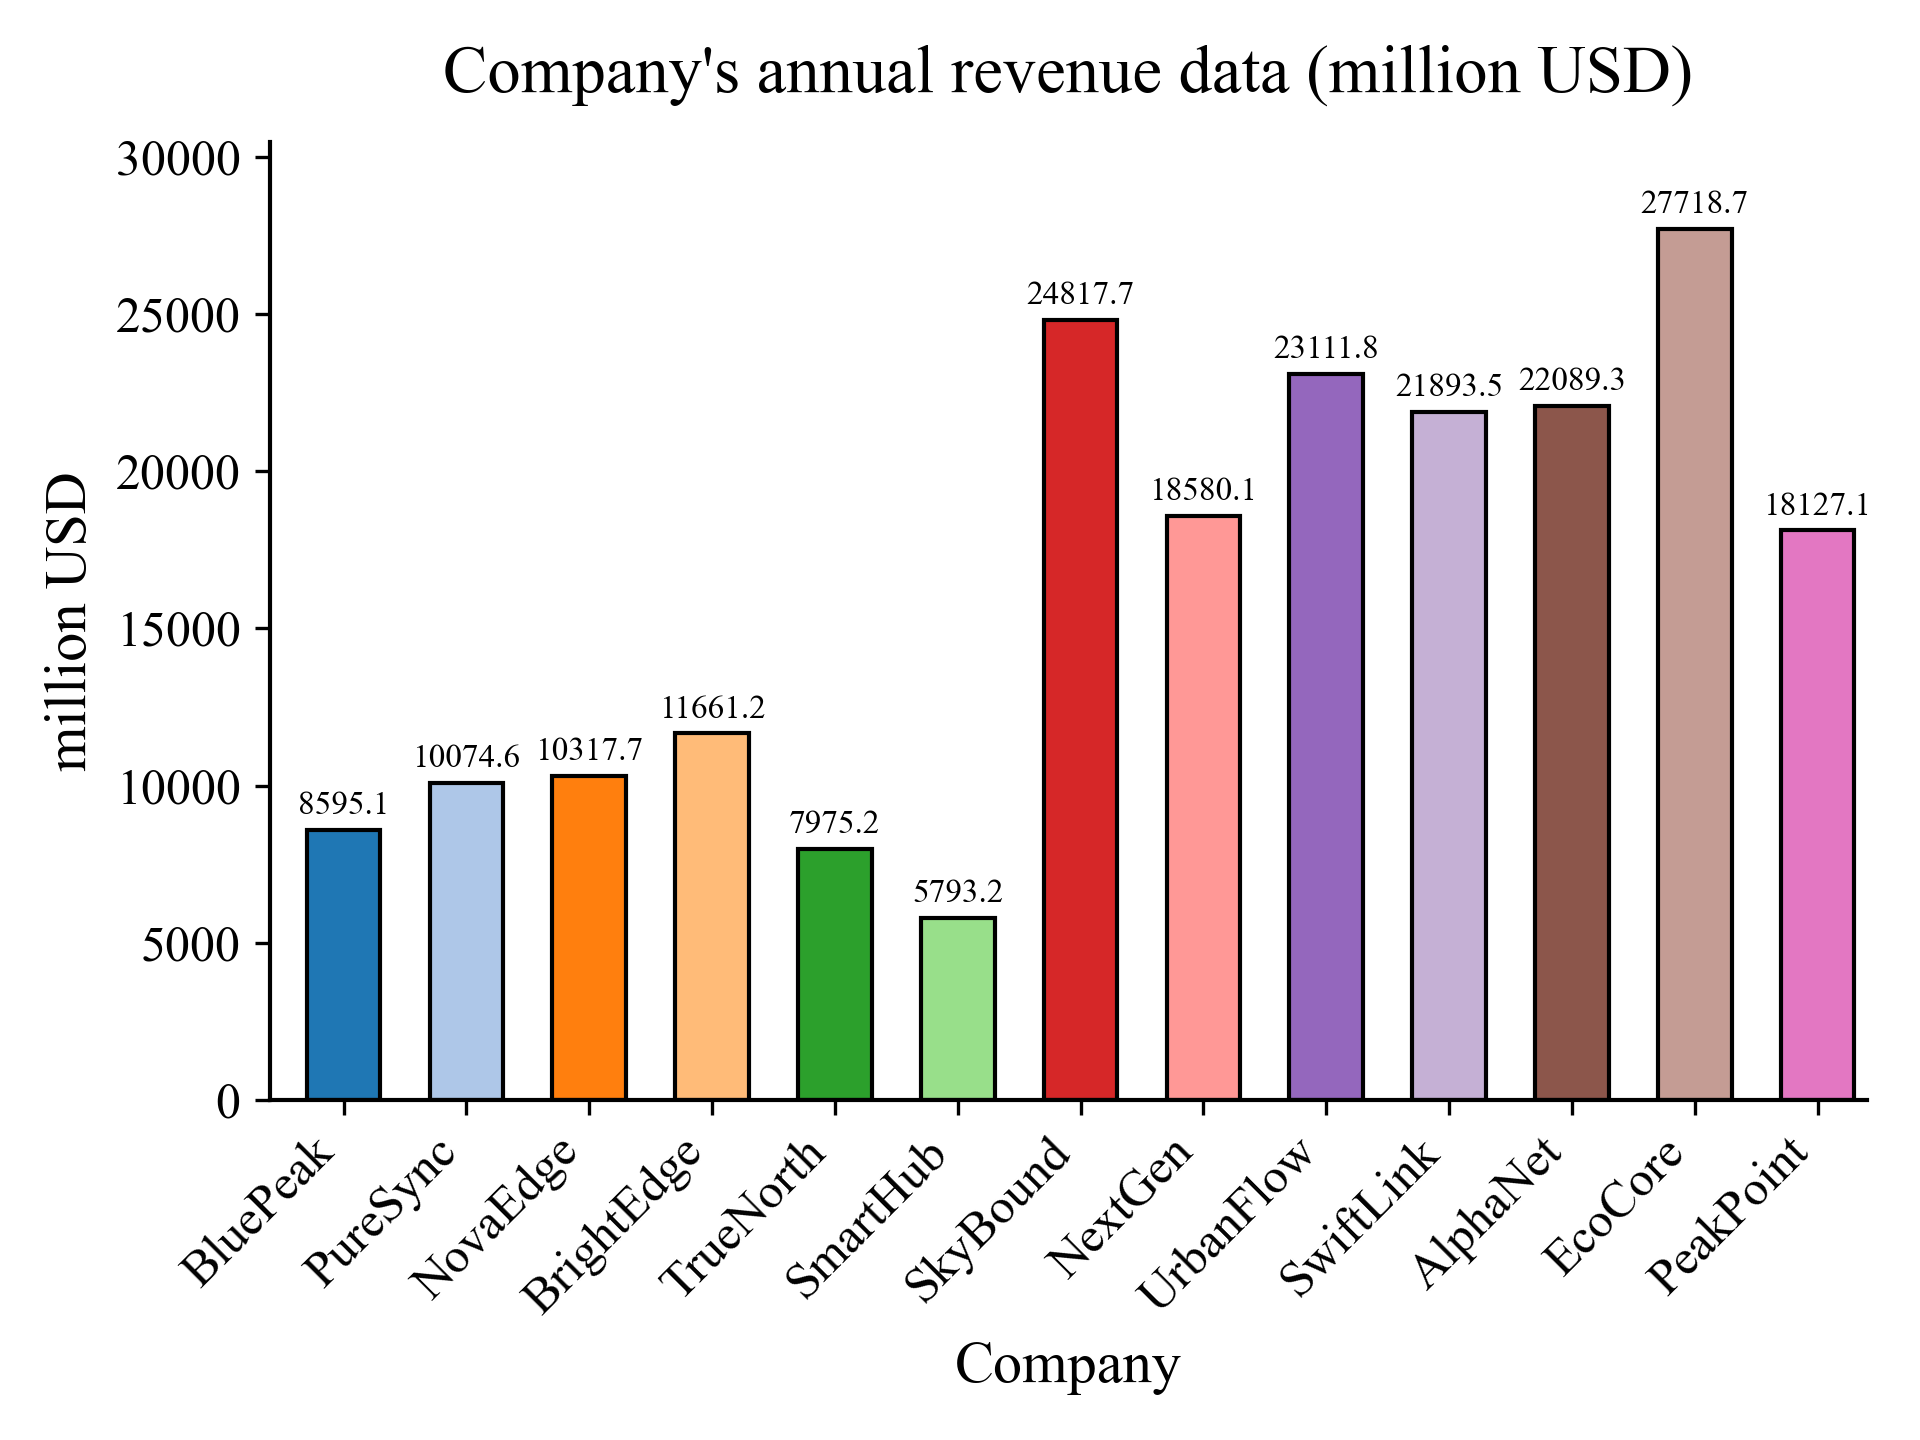 Company's annual revenue data (million USD)
million USD
30000
25000
20000
15000
10000
5000
0
8595.1
10074.6
10317.7
11661.2
7975.2
5793.2
24817.7
18580.1
23111.8
21893.5
22089.3
27718.7
18127.1
BluePeak
PureSync
NovaEdge
BrightEdge
TrueNorth
SmartHub
SkyBound
NextGen
UrbanFlow
SwiftLink
AlphaNet
EcoCore
PeakPoint
Company